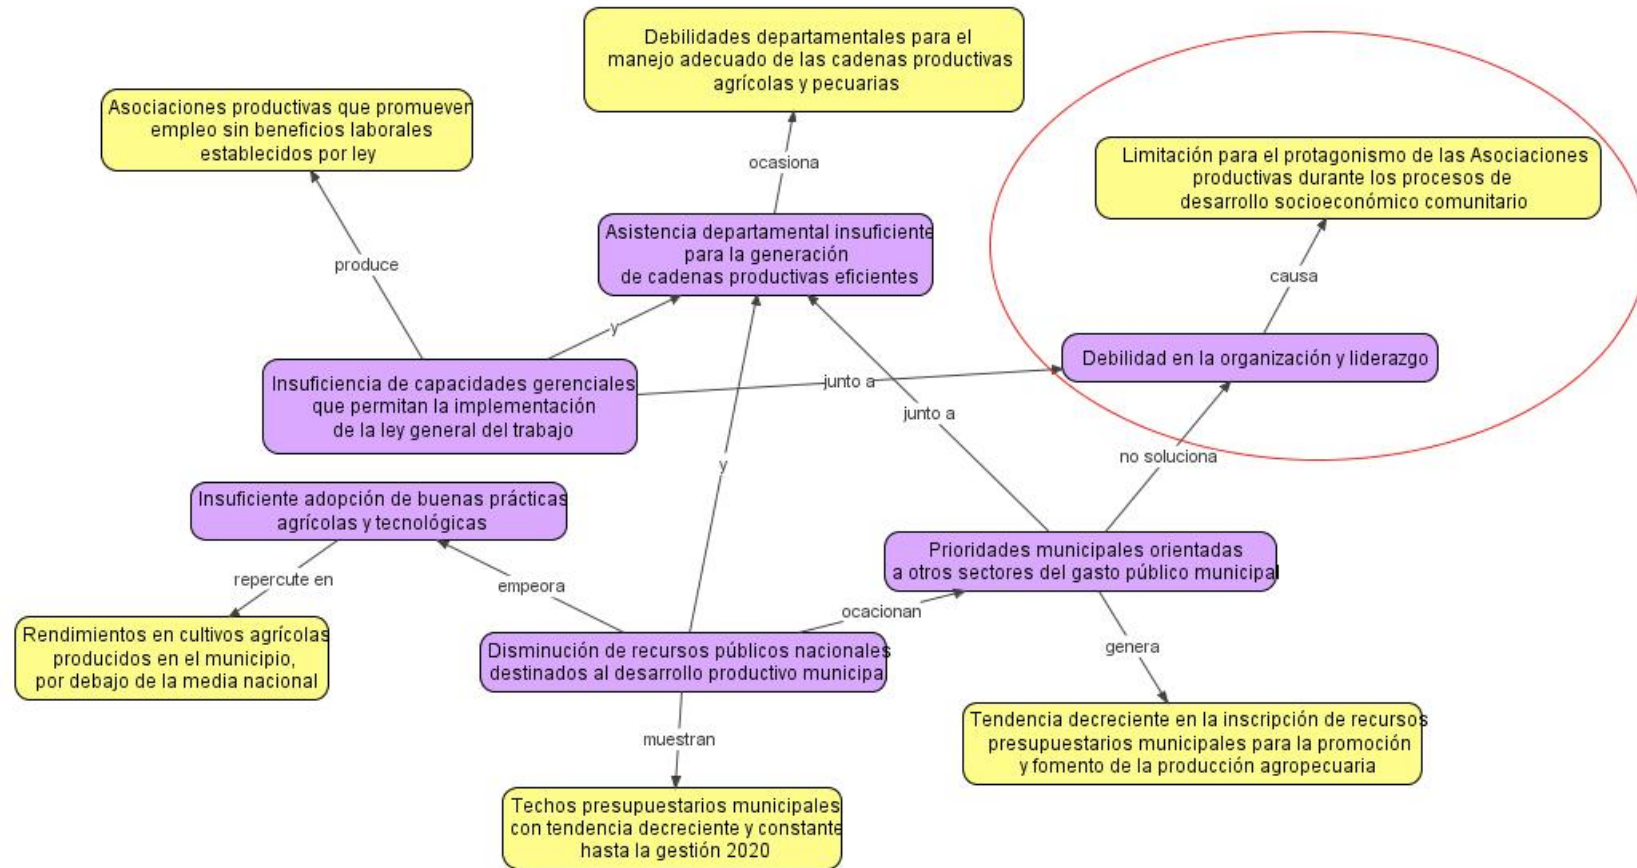 Debilidades departamentales para el
manejo adecuado de las cadenas productivas
agrícolas y pecuarias
Asociaciones productivas que promueven
empleo sin beneficios laborales
establecidos por ley
Limitación para el protagonismo de las Asociaciones
productivas durante los procesos de
desarrollo socioeconómico comunitario
ocasiona
Asistencia departamental insuficiente
para la generación
de cadenas productivas eficientes
produce
causa
y
Debilidad en la organización y liderazgo
Insuficiencia de capacidades gerenciales
que permitan la implementación
de la ley general del trabajo
junto a
junto a
no soluciona
y
Insuficiente adopción de buenas prácticas
agrícolas y tecnológicas
Prioridades municipales orientadas
a otros sectores del gasto público municipal
repercute en
empeora
ocacionan
Rendimientos en cultivos agrícolas
producidos en el municipio,
por debajo de la media nacional
Disminución de recursos públicos nacionales
destinados al desarrollo productivo municipal
genera
muestran
Tendencia decreciente en la inscripción de recursos
presupuestarios municipales para la promoción
y fomento de la producción agropecuaria
Techos presupuestarios municipales
con tendencia decreciente y constante
hasta la gestión 2020